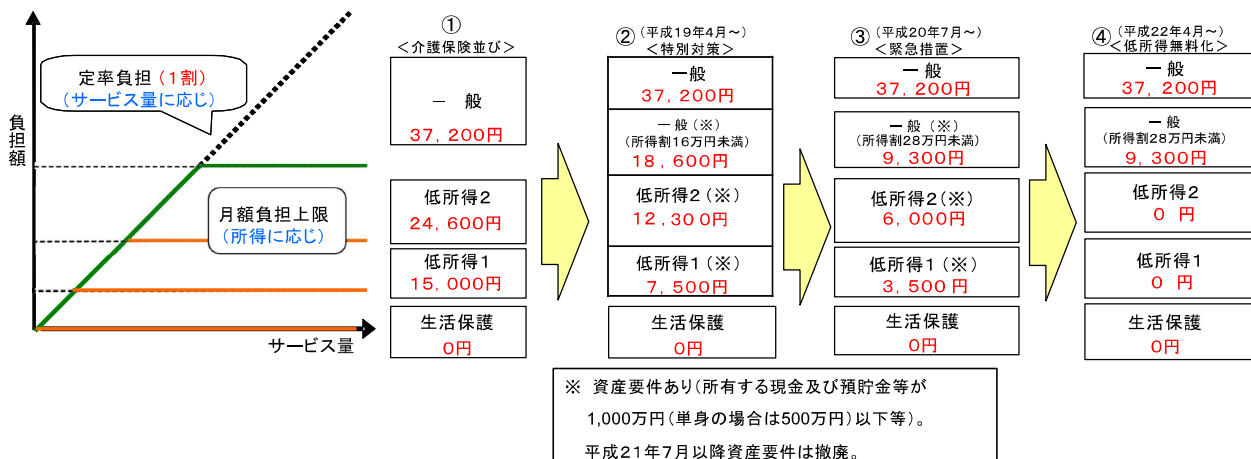 負担額
定率負担（1割）
（サービス量に応じ）
月額負担上限
（所得に応じ）
サービス量
①
＜介護保険並び＞
一 般
37，200円
低所得2
24，600円
低所得1
15，000円
生活保護
0円
② （平成19年4月～）
＜特別対策＞
一般
37，200円
一般（※）
（所得割16万円未満）
18，600円
低所得2（※）
12，300円
低所得1（※）
7，500円
生活保護
0円
③ （平成20年7月～）
＜緊急措置＞
一般
37，200円
一般（※）
（所得割28万円未満）
9，300円
低所得2（※）
6，000円
低所得1（※）
3，500円
生活保護
0円
④ （平成22年4月～）
＜低所得無料化＞
一般
37，200円
一般
（所得割28万円未満）
9，300円
低所得2
0 円
低所得1
0 円
生活保護
0円
※ 資産要件あり（所有する現金及び預貯金等が
1,000万円（単身の場合は500万円）以下等）。
平成21年7月以降資産要件は撤廃。